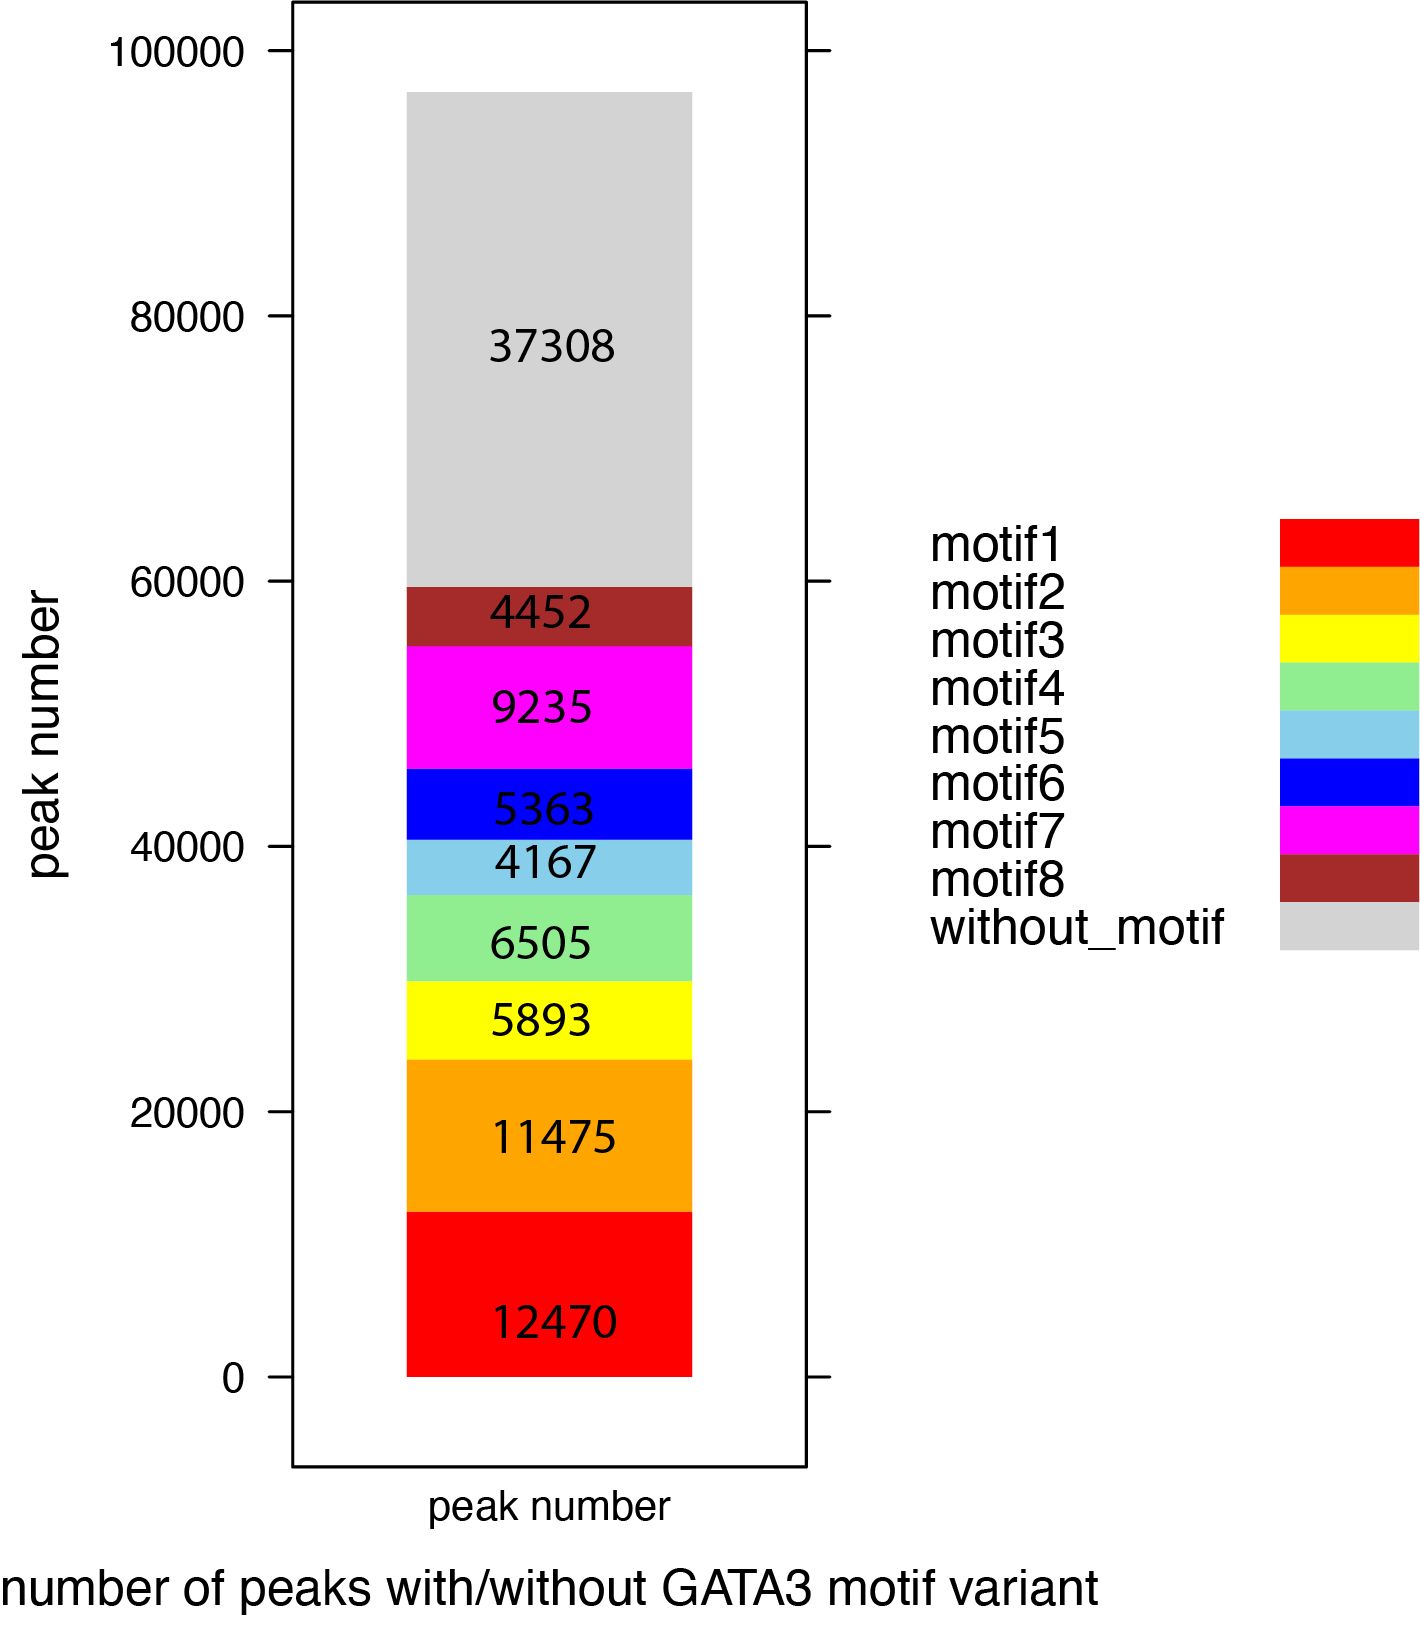 100000
80000
60000
40000
20000
0
peak number
37308
4452
9235
5363
4167
6505
5893
11475
12470
motif1
motif2
motif3
motif4
motif5
motif6
motif7
motif8
without_motif
peak number
number of peaks with/without GATA3 motif variant